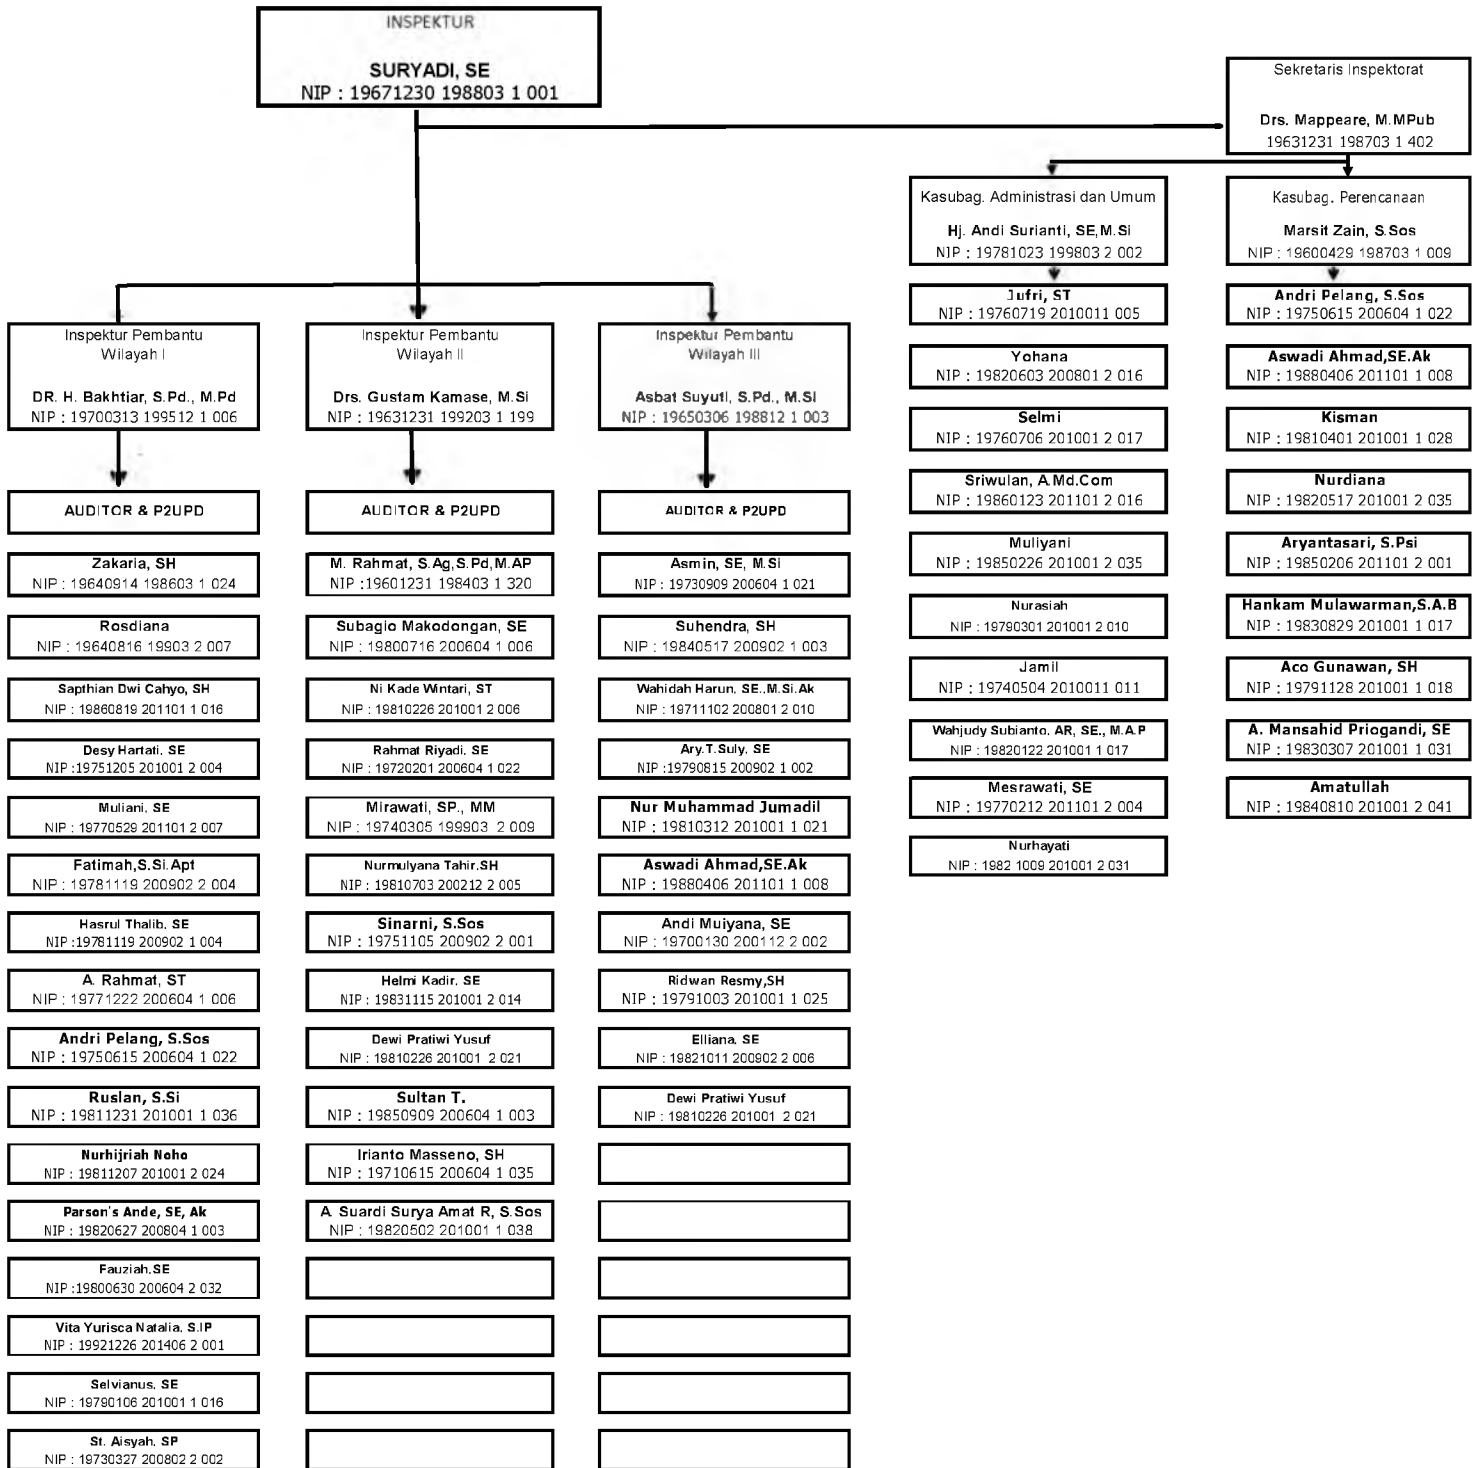 INSPEKTUR
SURYADI, SE
NIP : 19671230 198803 1 001
Sekretaris Inspektorat
Drs. Mappeare, M.MPub
19631231 198703 1 402
Kasubag. Administrasi dan Umum
Hj. Andi Surianti, SE,M.Si
NIP : 19781023 199803 2 002
Kasubag. Perencanaan
Marsit Zain, S.Sos
NIP : 19600429 198703 1 009
Inspektur Pembantu
Wilayah I
DR. H. Bakhtiar, S.Pd., M.Pd
NIP : 19700313 199512 1 006
AUDITOR & P2UPD
Zakaria, SH
NIP : 19640914 198603 1 024
Rosdiana
NIP : 19640816 19903 2 007
Sapthian Dwi Cahyo, SH
NIP : 19860819 201101 1 016
Desy Hartati, SE
NIP :19751205 201001 2 004
Muliani, SE
NIP : 19770529 201101 2 007
Fatimah,S.Si.Apt
NIP : 19781119 200902 2 004
Hasrul Thalib, SE
NIP :19781119 200902 1 004
A. Rahmat, ST
NIP : 19771222 200604 1 006
Andri Pelang, S.Sos
NIP : 19750615 200604 1 022
Ruslan, S.Si
NIP : 19811231 201001 1 036
Nurhijriah Noho
NIP : 19811207 201001 2 024
Parson's Ande, SE, Ak
NIP : 19820627 200804 1 003
Fauziah,SE
NIP :19800630 200604 2 032
Vita Yurisca Natalia, S.IP
NIP : 19921226 201406 2 001
Selvianus, SE
NIP : 19790106 201001 1 016
St. Aisyah, SP
NIP : 19730327 200802 2 002
Inspektur Pembantu
Wilayah II
Drs. Gustam Kamase, M.Si
NIP : 19631231 199203 1 199
AUDITOR & P2UPD
M. Rahmat, S.Ag,S.Pd,M.AP
NIP :19601231 198403 1 320
Subagio Makodongan, SE
NIP : 19800716 200604 1 006
Ni Kade Wintari, ST
NIP : 19810226 201001 2 006
Rahmat Riyadi, SE
NIP : 19720201 200604 1 022
Mirawati, SP., MM
NIP : 19740305 199903 2 009
Nurmulyana Tahir,SH
NIP : 19810703 200212 2 005
Sinarni, S.Sos
NIP : 19751105 200902 2 001
Helmi Kadir, SE
NIP : 19831115 201001 2 014
Dewi Pratiwi Yusuf
NIP : 19810226 201001 2 021
Sultan T.
NIP : 19850909 200604 1 003
Irianto Masseno, SH
NIP : 19710615 200604 1 035
A. Suardi Surya Amat R, S.Sos
NIP : 19820502 201001 1 038
Inspektur Pembantu
Wilayah III
Asbat Suyuti, S.Pd., M.Si
NIP : 19650306 198812 1 003
AUDITOR & P2UPD
Asmin, SE, M.Si
NIP : 19730909 200604 1 021
Suhendra, SH
NIP : 19840517 200902 1 003
Wahidah Harun, SE.,M.Si.Ak
NIP : 19711102 200801 2 010
Ary.T.Suly, SE
NIP :19790815 200902 1 002
Nur Muhammad Jumadil
NIP : 19810312 201001 1 021
Aswadi Ahmad,SE.Ak
NIP : 19880406 201101 1 008
Andi Muiyana, SE
NIP : 19700130 200112 2 002
Ridwan Resmy,SH
NIP : 19791003 201001 1 025
Elliana, SE
NIP : 19821011 200902 2 006
Dewi Pratiwi Yusuf
NIP : 19810226 201001 2 021
Jufri, ST
NIP : 19760719 2010011 005
Yohana
NIP : 19820603 200801 2 016
Selmi
NIP : 19760706 201001 2 017
Sriwulan, A.Md.Com
NIP : 19860123 201101 2 016
Muliyani
NIP : 19850226 201001 2 035
Nurasiah
NIP : 19790301 201001 2 010
Jamil
NIP : 19740504 2010011 011
Wahjudy Subianto, AR, SE., M.A.P
NIP : 19820122 201001 1 017
Mesrawati, SE
NIP : 19770212 201101 2 004
Nurhayati
NIP : 1982 1009 201001 2 031
Andri Pelang, S.Sos
NIP : 19750615 200604 1 022
Aswadi Ahmad,SE.Ak
NIP : 19880406 201101 1 008
Kisman
NIP : 19810401 201001 1 028
Nurdiana
NIP : 19820517 201001 2 035
Aryantasari, S.Psi
NIP : 19850206 201101 2 001
Hankam Mulawarman,S.A.B
NIP : 19830829 201001 1 017
Aco Gunawan, SH
NIP : 19791128 201001 1 018
A. Mansahid Priogandi, SE
NIP : 19830307 201001 1 031
Amatullah
NIP : 19840810 201001 2 041